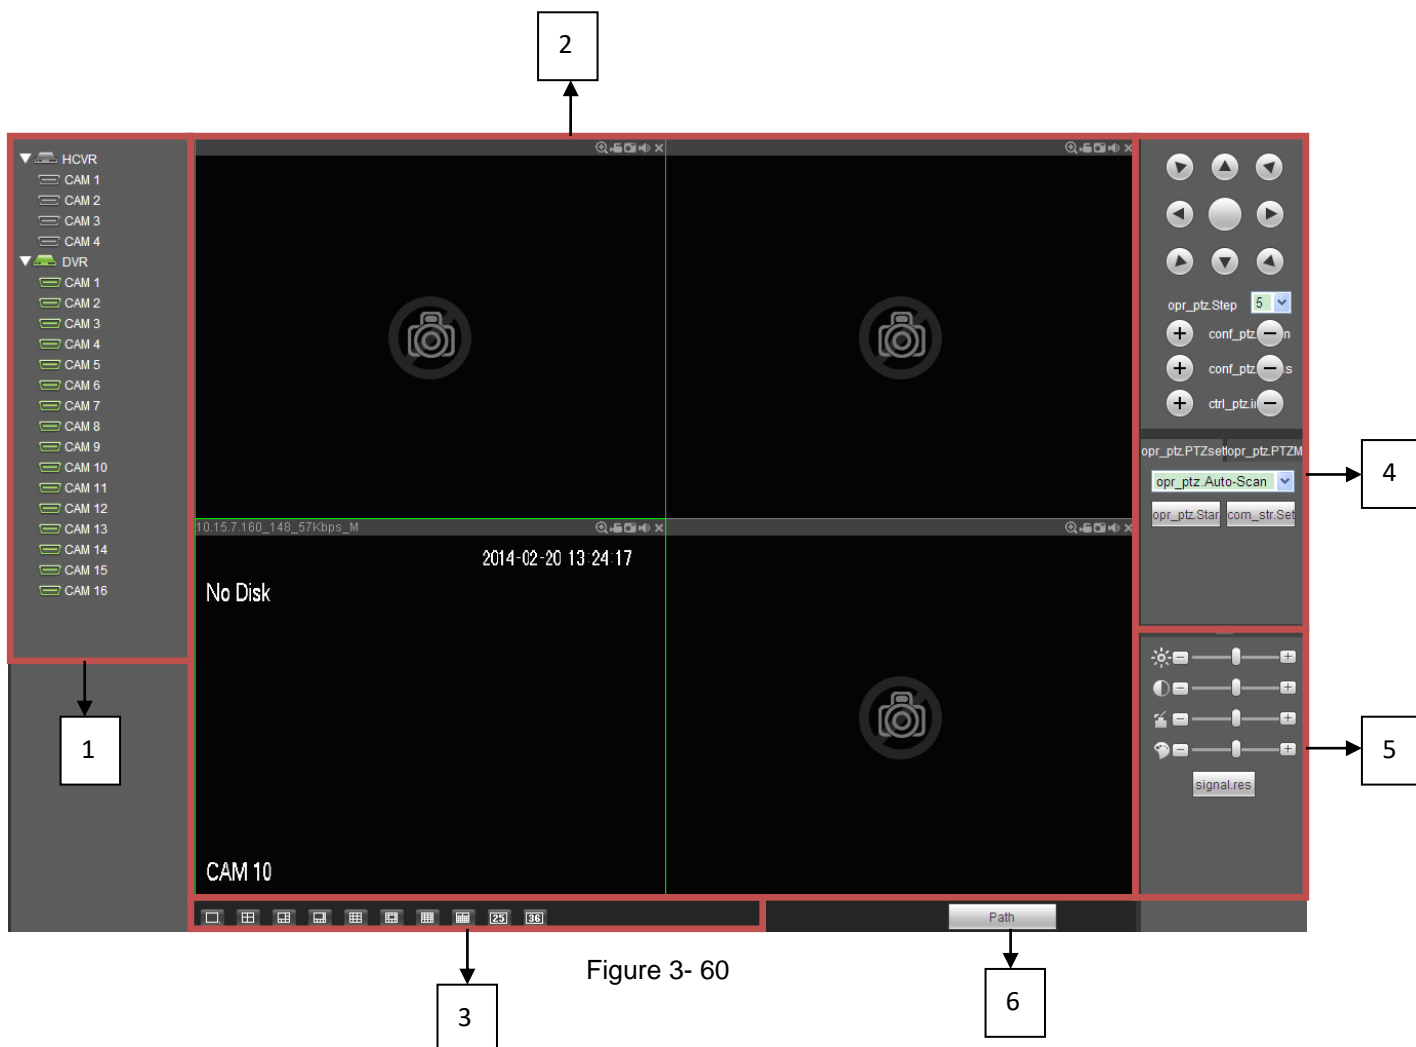 2
HCVR
CAM 1
CAM 2
CAM 3
CAM 4
DVR
CAM 1
CAM 2
CAM 3
CAM 4
CAM 5
CAM 6
CAM 7
CAM 8
CAM 9
CAM 10
CAM 11
CAM 12
CAM 13
CAM 14
CAM 15
CAM 16
1
10.15.7.160_148_57Kbps_M
2014-02-20 13:24:17
No Disk
CAM 10
opr_ptz.Step 5
conf_ptz
conf_ptz
ctrl_ptz.in
opr_ptz.PTZset opr_ptz.PTZM
opr_ptz.Auto-Scan
opr_ptz.Star com_str.Set
4
signal.res
5
25 36
Path
3
Figure 3- 60
6